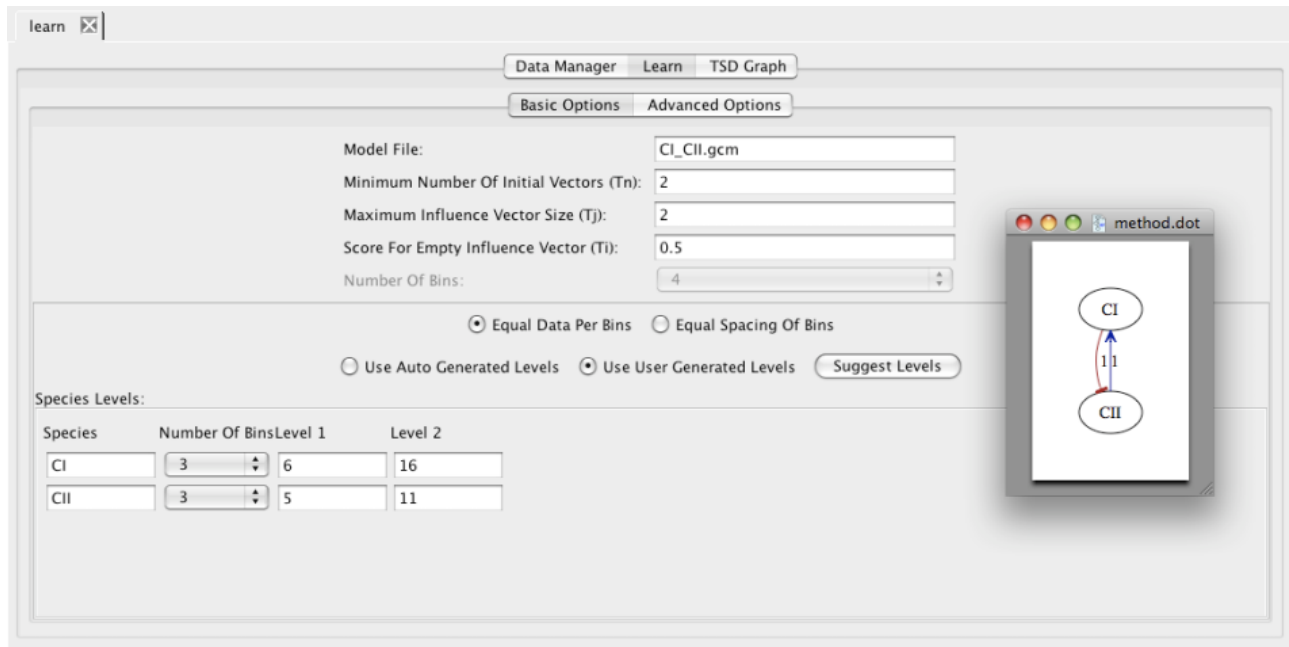 learn
Data Manager Learn TSD Graph
Basic Options Advanced Options
Model File: CI_CII.gcm
Minimum Number Of Initial Vectors (Tn): 2
Maximum Influence Vector Size (Tj): 2
Score For Empty Influence Vector (Ti): 0.5
Number Of Bins: 4
Equal Data Per Bins Equal Spacing Of Bins
Use Auto Generated Levels Use User Generated Levels Suggest Levels
Species Levels:
Species Number Of Bins Level 1 Level 2
CI 3 6 16
CII 3 5 11
method.dot
CI
1 1
CII